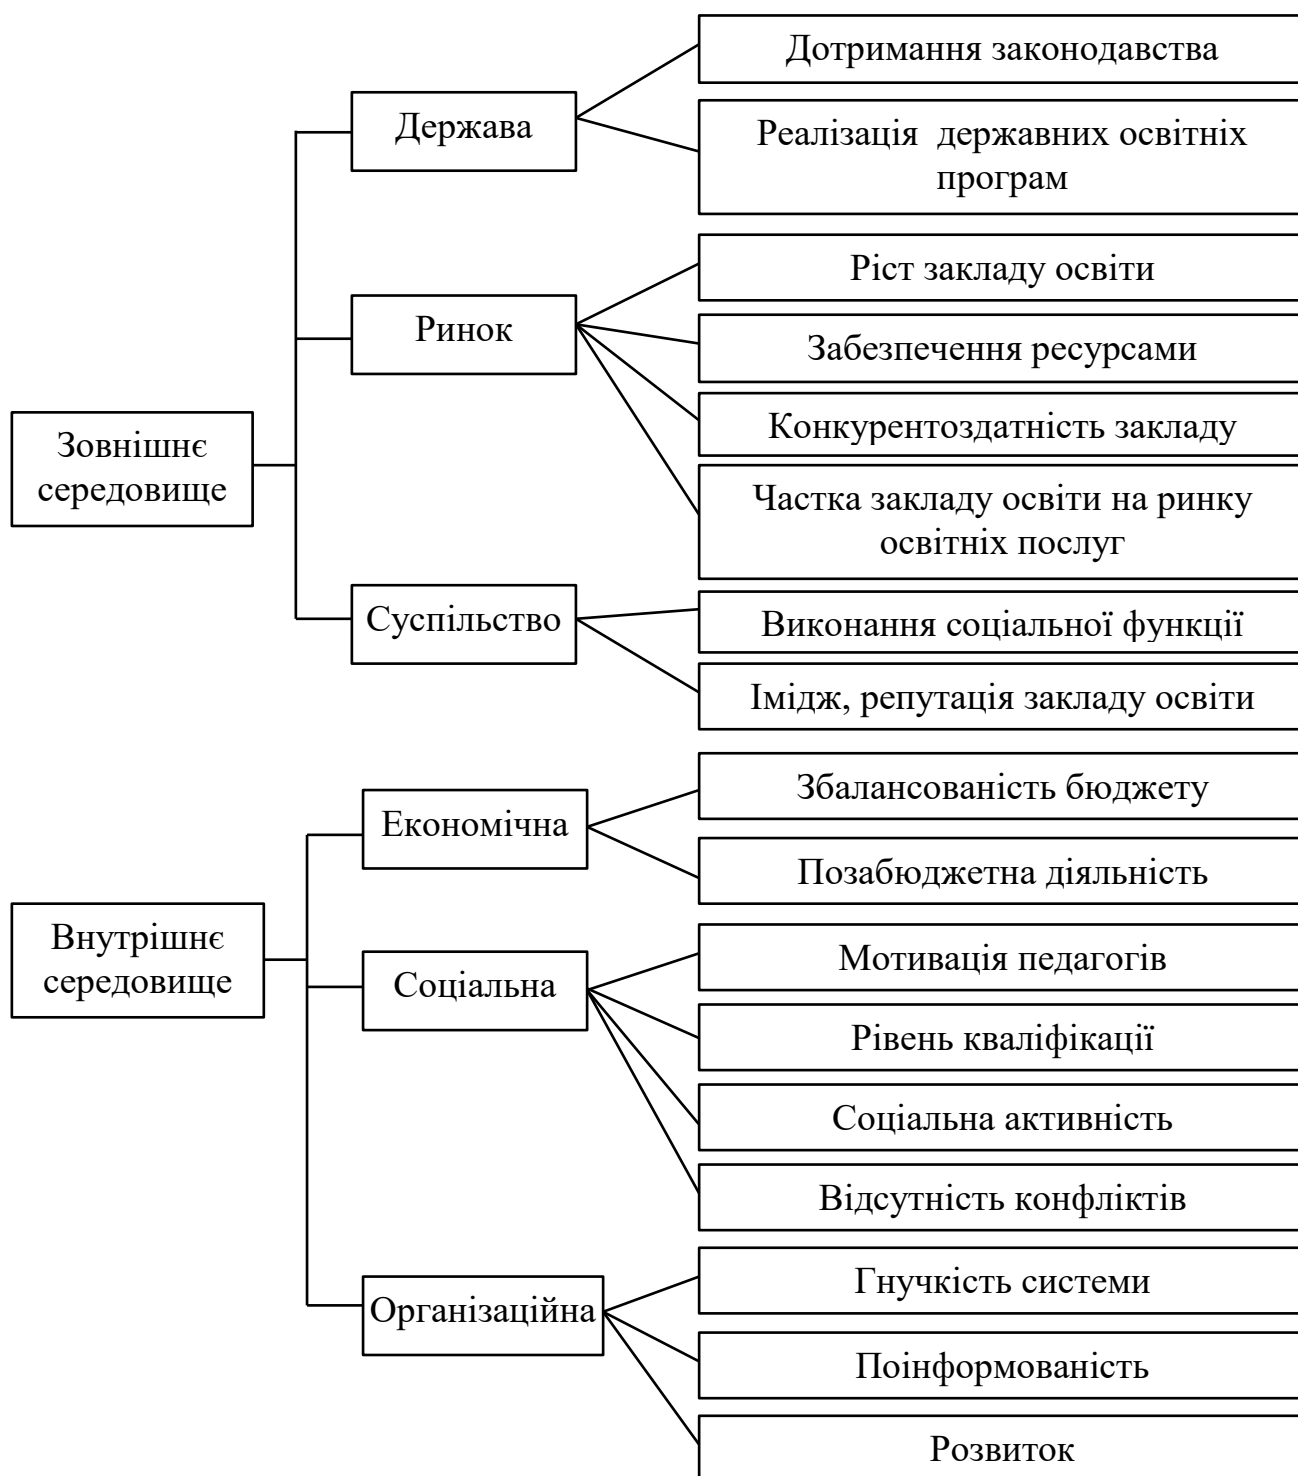 Зовнішнє
середовище
Держава
Дотримання законодавства
Реалізація державних освітніх
програм
Ринок
Ріст закладу освіти
Забезпечення ресурсами
Конкурентоздатність закладу
Частка закладу освіти на ринку
освітніх послуг
Суспільство
Виконання соціальної функції
Імідж, репутація закладу освіти
Внутрішнє
середовище
Економічна
Збалансованість бюджету
Позабюджетна діяльність
Соціальна
Мотивація педагогів
Рівень кваліфікації
Соціальна активність
Відсутність конфліктів
Організаційна
Гнучкість системи
Поінформованість
Розвиток